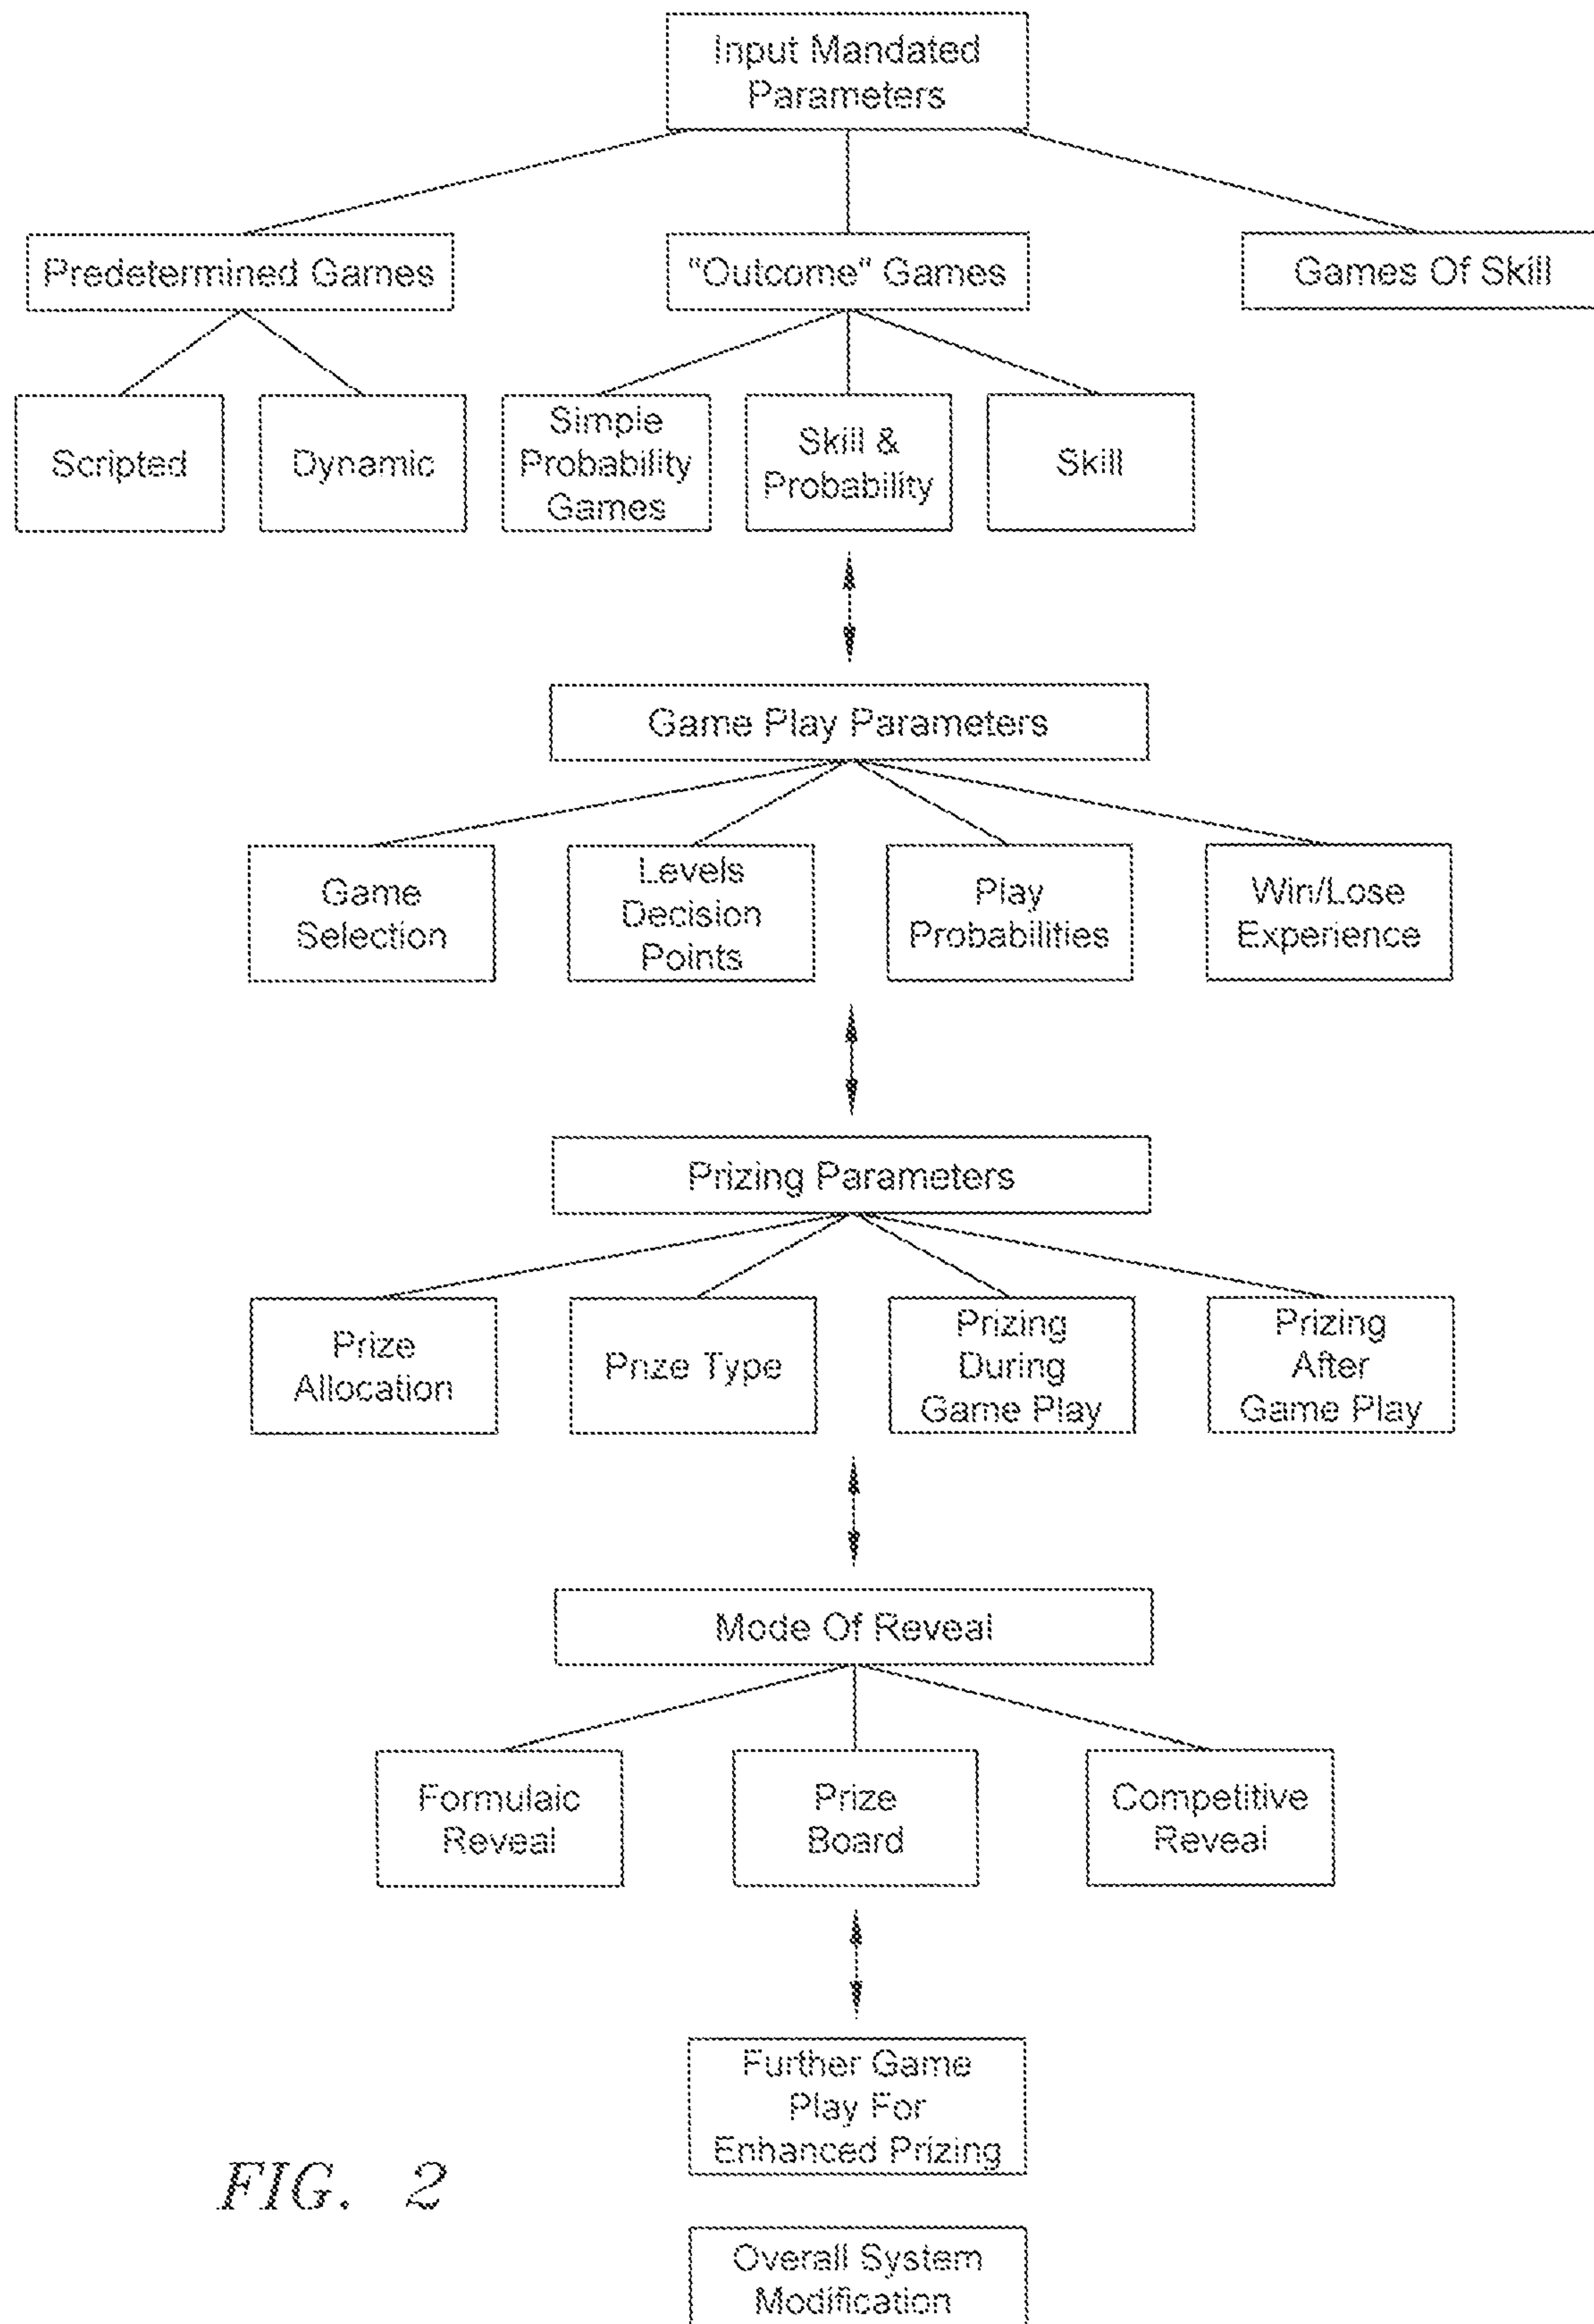 Input Mandated
Parameters
Predetermined Games
"Outcome" Games
Games Of Skill
Scripted
Dynamic
Simple
Probability
Games
Skill &
Probability
Skill
Game Play Parameters
Game
Selection
Levels
Decision
Points
Play
Probabilities
Win/Lose
Experience
Prizing Parameters
Prize
Allocation
Prize Type
Prizing
During
Game Play
Prizing
After
Game Play
Mode Of Reveal
Formulaic
Reveal
Prize
Board
Competitive
Reveal
Further Game
Play For
Enhanced Prizing
FIG. 2
Overall System
Modification